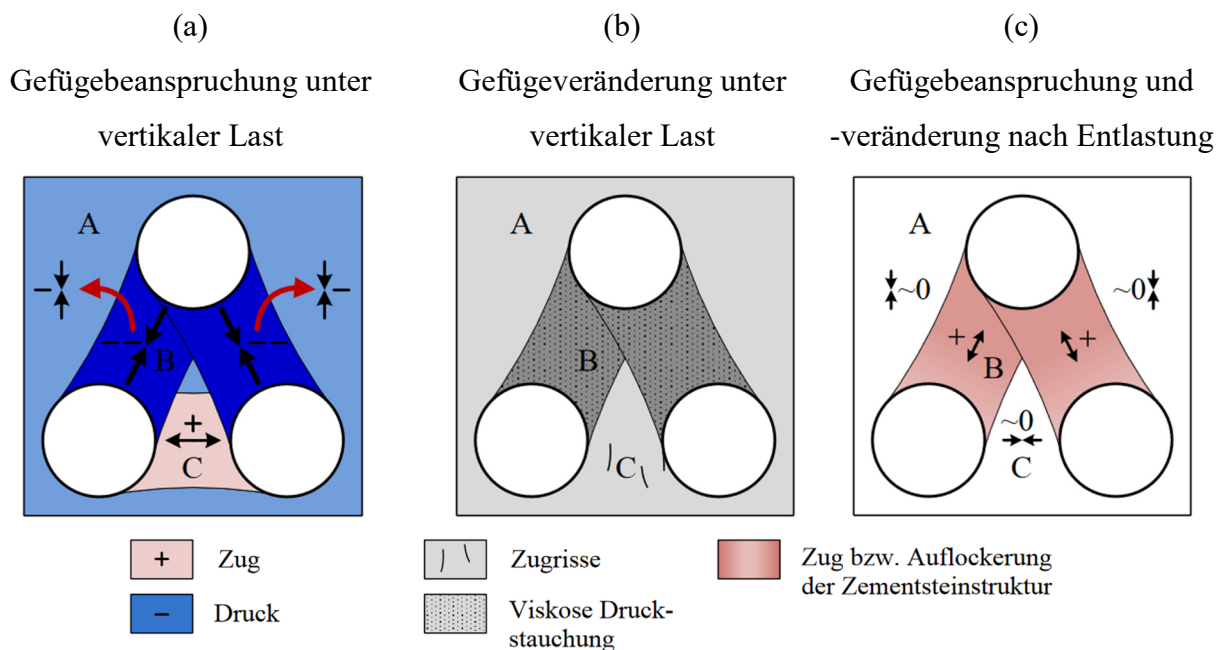 (a)
Gefügebeanspruchung unter
vertikaler Last
(b)
Gefügeveränderung unter
vertikaler Last
(c)
Gefügebeanspruchung und
-veränderung nach Entlastung
A
−
−
− −
− −
B
+
C
A
B
C
A
~0
~0
+
+
B
~0
C
+ Zug
− Druck
Zugrisse
Viskose Druck-
stauchung
Zug bzw. Auflockerung
der Zementsteinstruktur